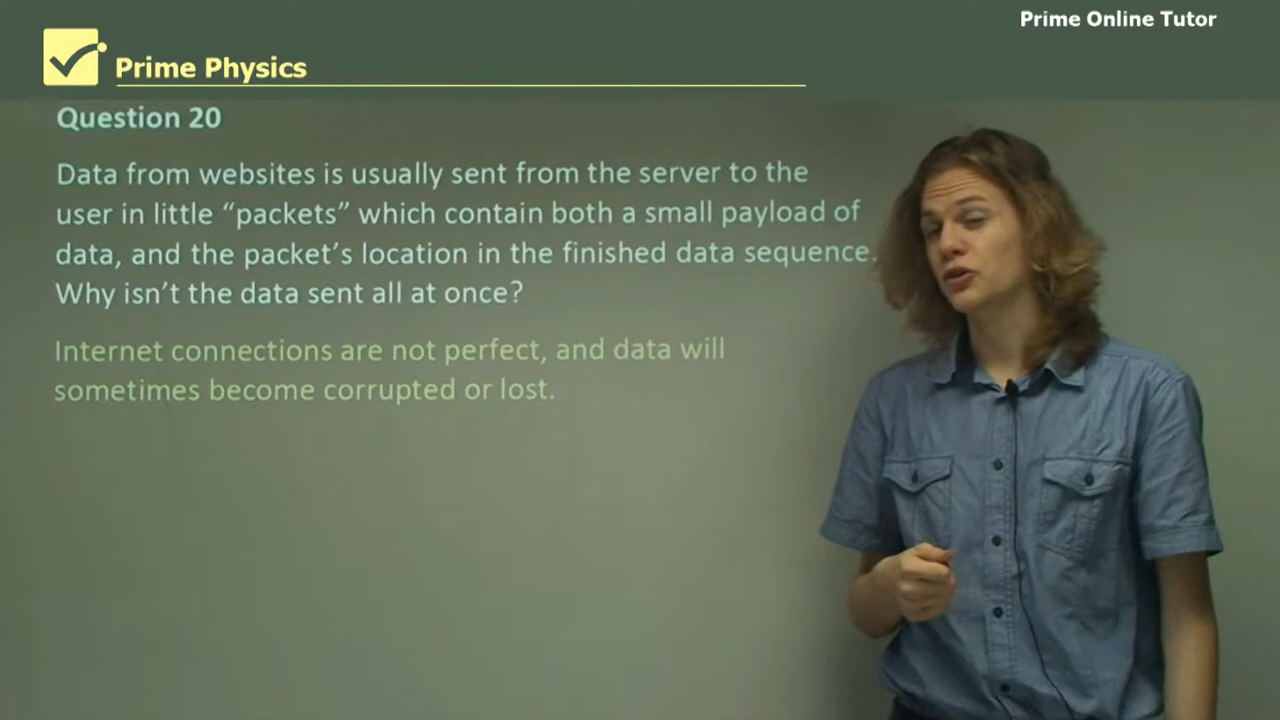 Prime Online Tutor
Prime Physics
Question 20
Data from websites is usually sent from the server to the
user in little “packets” which contain both a small payload of
data, and the packet’s location in the finished data sequence.
Why isn’t the data sent all at once?
Internet connections are not perfect, and data will
sometimes become corrupted or lost.